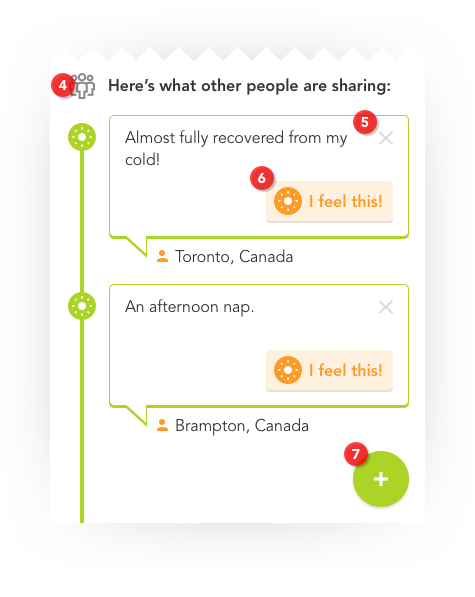 4
Here’s what other people are sharing:
5
Almost fully recovered from my
cold!
6
I feel this!
Toronto, Canada
An afternoon nap.
I feel this!
Brampton, Canada
7